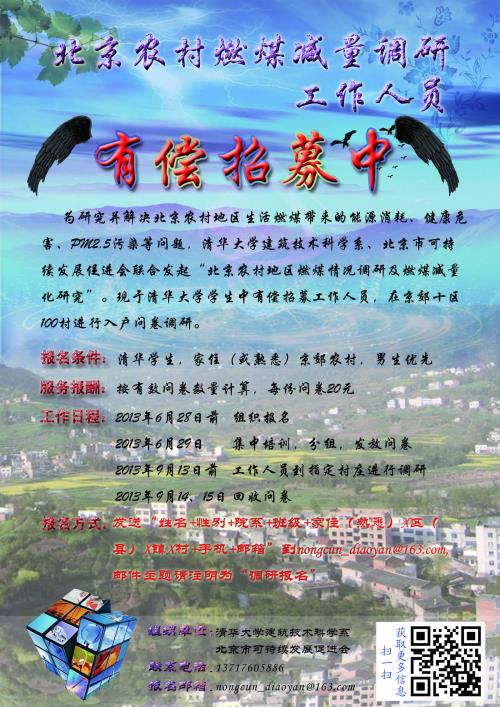 北京农村燃煤减量调研
工作人员
有偿招募中
为研究并解决北京农村地区生活燃煤带来的能源消耗、健康危
害、PM2.5污染等问题，清华大学建筑技术科学系、北京市可持
续发展促进会联合发起“北京农村地区燃煤情况调研及燃煤减量
化研究”。现于清华大学学生中有偿招募工作人员，在京郊十区
100村进行入户问卷调研。
报名条件：清华学生，家住（或熟悉）京郊农村，男生优先
服务报酬：按有效问卷数量计算，每份问卷20元
工作日程：2013年6月28日前 组织报名
2013年6月29日 集中培训，分组，发放问卷
2013年9月13日前 工作人员到指定村庄进行调研
2013年9月14、15日 回收问卷
报名方式：发送“姓名+性别+院系+班级+家住（熟悉）X区（
县）X镇X村+手机+邮箱”到nongcun_diaoyan@163.com,
邮件主题请注明为“调研报名”
组织单位：清华大学建筑技术科学系
北京市可持续发展促进会
联系电话：13717605886
报名邮箱：nongcun_diaoyan@163.com
获取更多信息
扫一扫